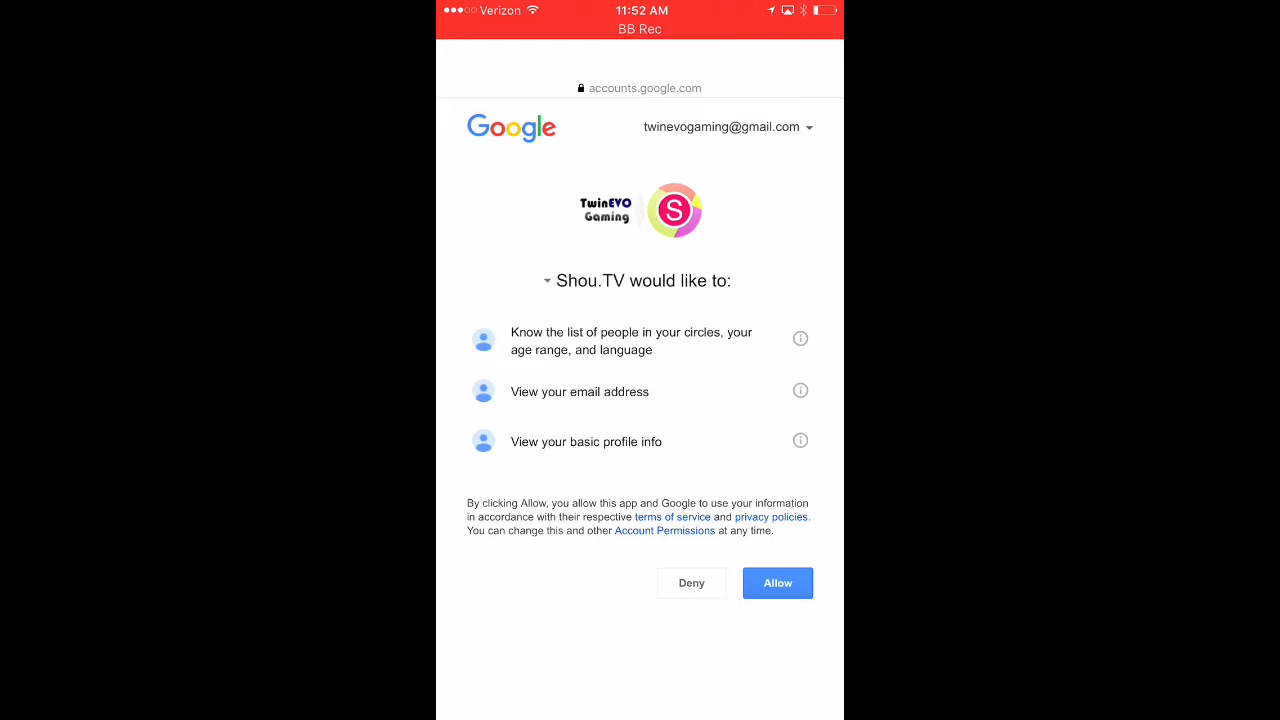 Verizon 11:52 AM
BB Rec
accounts.google.com
Google twinevogaming@gmail.com
TwinEVO
Gaming
S
Shou.TV would like to:
Know the list of people in your circles, your
age range, and language
View your email address
View your basic profile info
By clicking Allow, you allow this app and Google to use your information
in accordance with their respective terms of service and privacy policies.
You can change this and other Account Permissions at any time.
Deny Allow